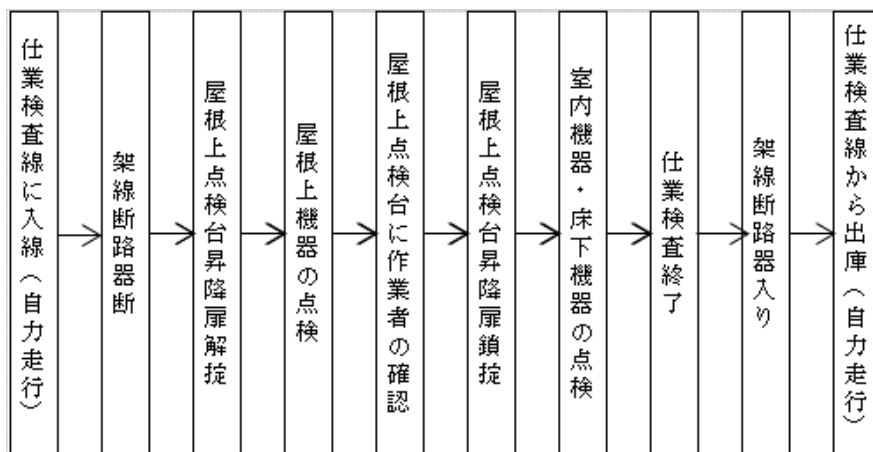 仕業検査線に入線（自力走行）
架線断路器断
屋根上点検台昇降扉解掟
屋根上機器の点検
屋根上点検台に作業者の確認
屋根上点検台昇降扉鎖掟
室内機器・床下機器の点検
仕業検査終了
架線断路器入り
仕業検査線から出庫（自力走行）